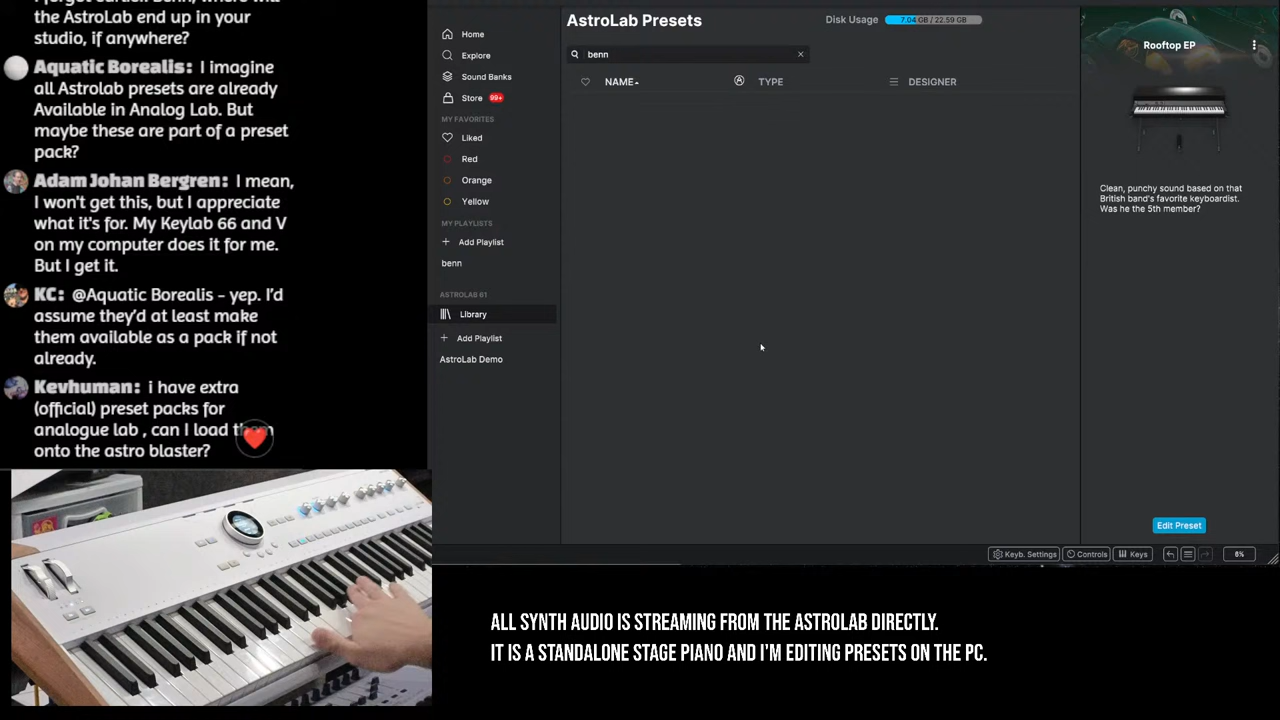 I forgot earlier. Benn, where will
the AstroLab end up in your
studio, if anywhere?
Aquatic Borealis: I imagine
all Astrolab presets are already
Available in Analog Lab. But
maybe these are part of a preset
pack?
Adam Johan Bergren: I mean,
I won't get this, but I appreciate
what it's for. My Keylab 66 and V
on my computer does it for me.
But I get it.
KC: @Aquatic Borealis - yep. I'd
assume they'd at least make
them available as a pack if not
already.
Kevhuman: i have extra
(official) preset packs for
analogue lab , can I load them
onto the astro blaster?
Home
Explore
Sound Banks
Store 99+
MY FAVORITES
Liked
Red
Orange
Yellow
MY PLAYLISTS
+ Add Playlist
benn
ASTROLAB 61
Library
+ Add Playlist
AstroLab Demo
AstroLab Presets
Disk Usage 7.04 GB / 22.59 GB
benn
NAME
TYPE
DESIGNER
Rooftop EP
Clean, punchy sound based on that
British band's favorite keyboardist.
Was he the 5th member?
Edit Preset
Keyb. Settings
Controls
Keys
8%
ALL SYNTH AUDIO IS STREAMING FROM THE ASTROLAB DIRECTLY.
IT IS A STANDALONE STAGE PIANO AND I'M EDITING PRESETS ON THE PC.